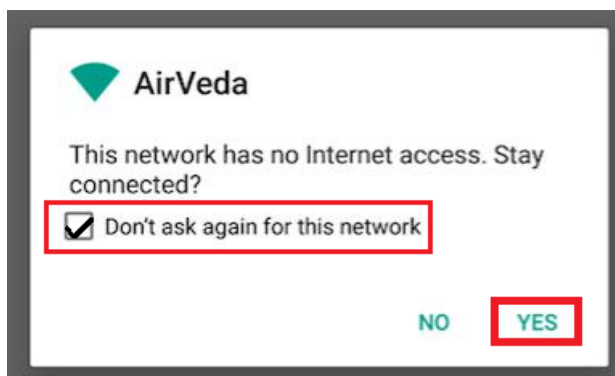 AirVeda
This network has no Internet access. Stay
connected?
Don't ask again for this network
NO YES